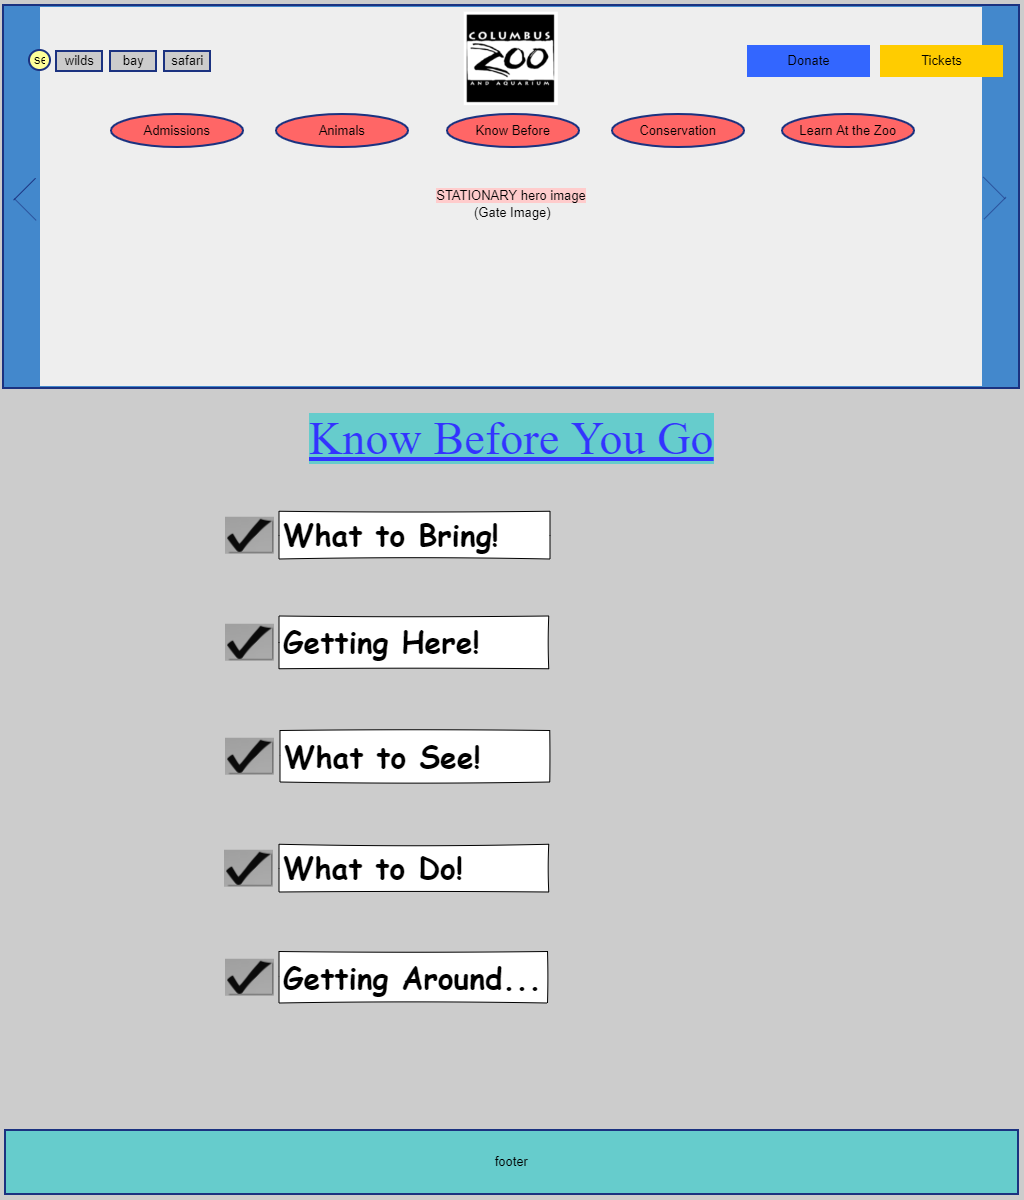 COLUMBUS
ZOO
AND AQUARIUM
se
wilds
bay
safari
Donate
Tickets
Admissions
Animals
Know Before
Conservation
Learn At the Zoo
STATIONARY hero image
(Gate Image)
Know Before You Go
What to Bring!
Getting Here!
What to See!
What to Do!
Getting Around...
footer